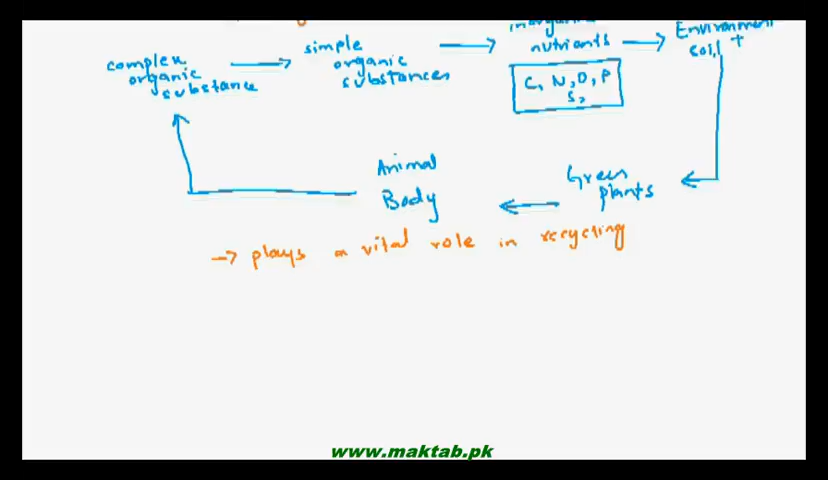 simple
organic
substances
nutrients
Environment
soil +
complex
organic
substance
C, N, O, P
S,
Animal
Body
Green
plants
→ plays a vital role in recycling
www.maktab.pk